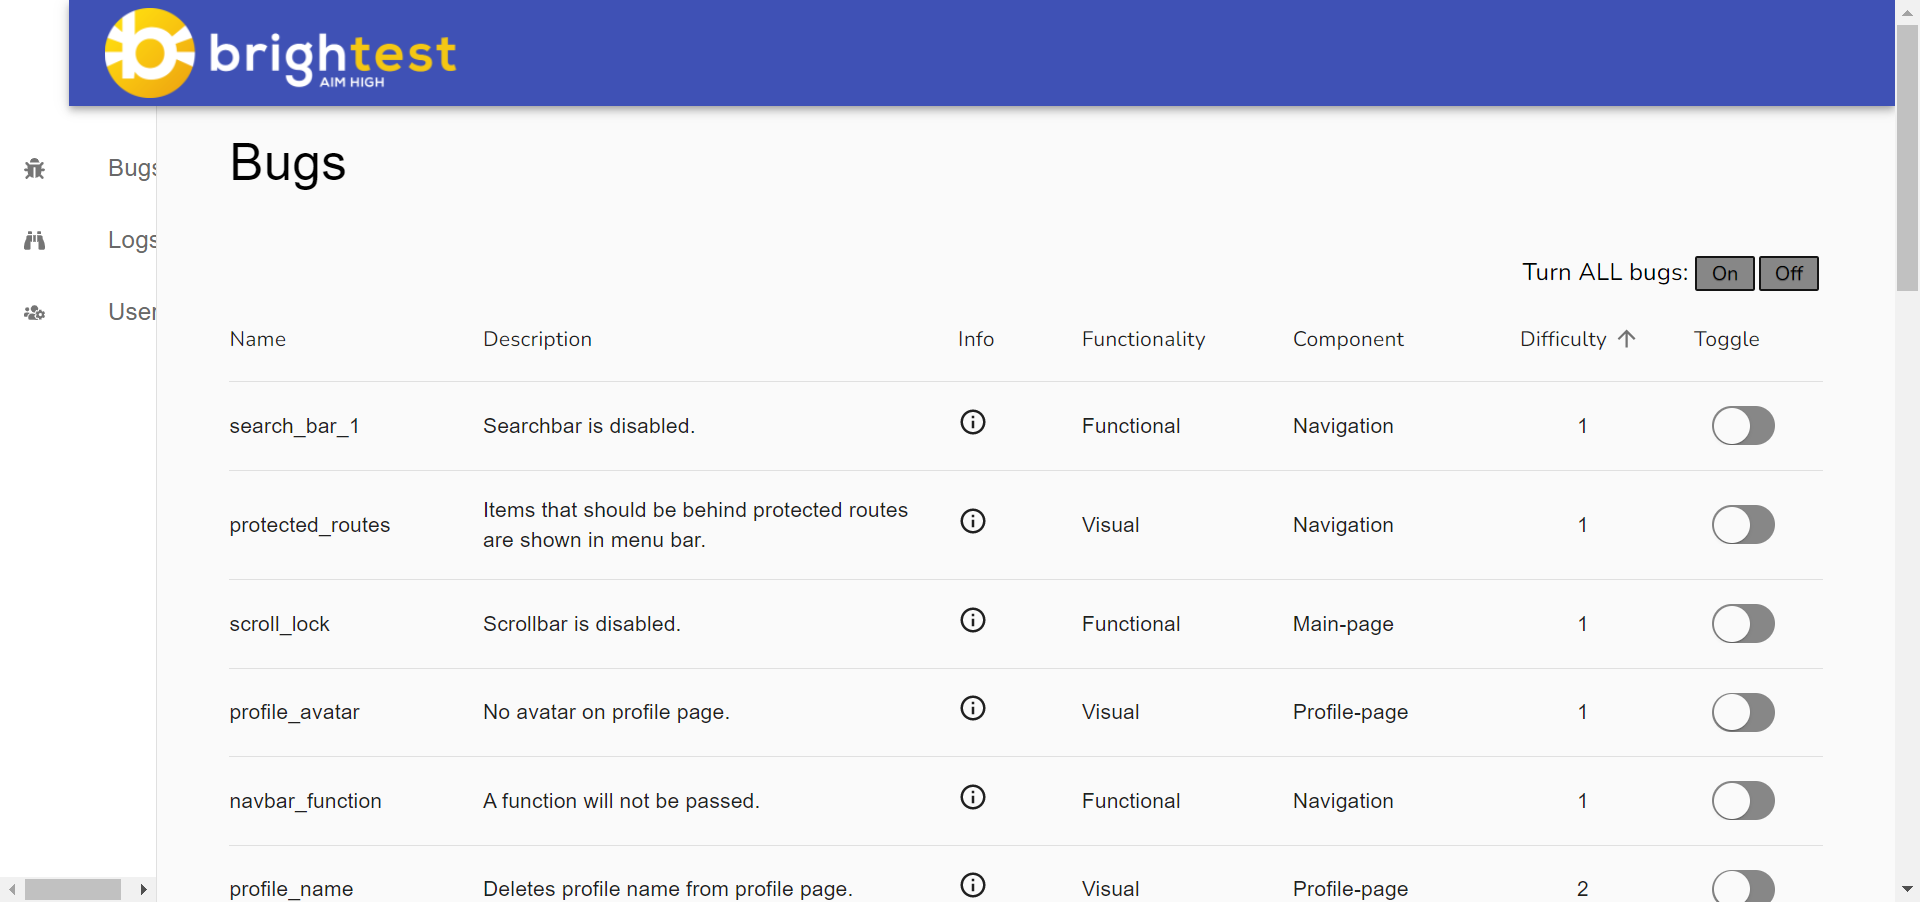 brightest
AIM HIGH
Bugs
Logs
User
Bugs
Turn ALL bugs: On Off
Name Description Info Functionality Component Difficulty Toggle
search_bar_1 Searchbar is disabled. Functional Navigation 1
protected_routes Items that should be behind protected routes Visual Navigation 1
are shown in menu bar.
scroll_lock Scrollbar is disabled. Functional Main-page 1
profile_avatar No avatar on profile page. Visual Profile-page 1
navbar_function A function will not be passed. Functional Navigation 1
profile_name Deletes profile name from profile page. Visual Profile-page 2